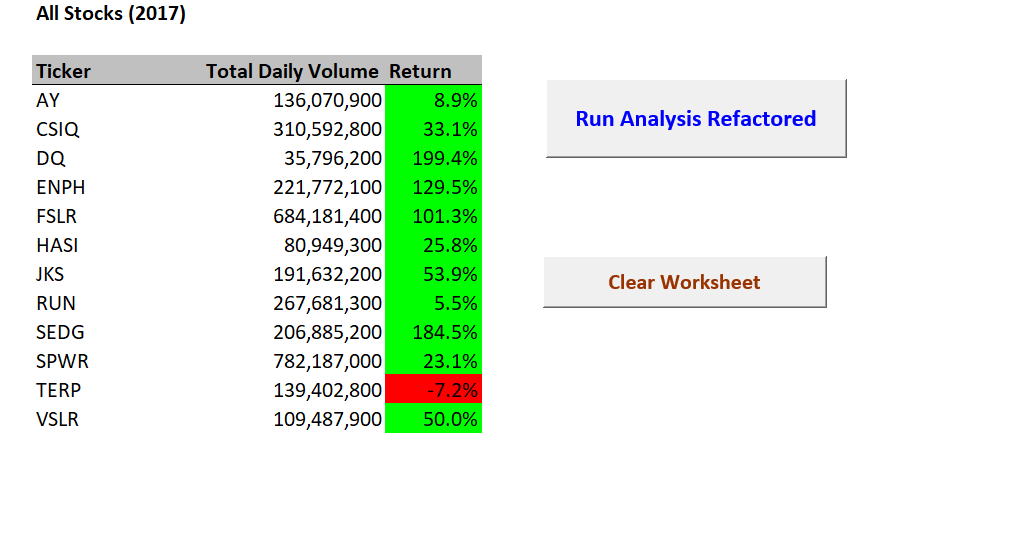 All Stocks (2017)
Ticker Total Daily Volume Return
AY 136,070,900 8.9%
CSIQ 310,592,800 33.1%
DQ 35,796,200 199.4%
ENPH 221,772,100 129.5%
FSLR 684,181,400 101.3%
HASI 80,949,300 25.8%
JKS 191,632,200 53.9%
RUN 267,681,300 5.5%
SEDG 206,885,200 184.5%
SPWR 782,187,000 23.1%
TERP 139,402,800 -7.2%
VSLR 109,487,900 50.0%
Run Analysis Refactored
Clear Worksheet